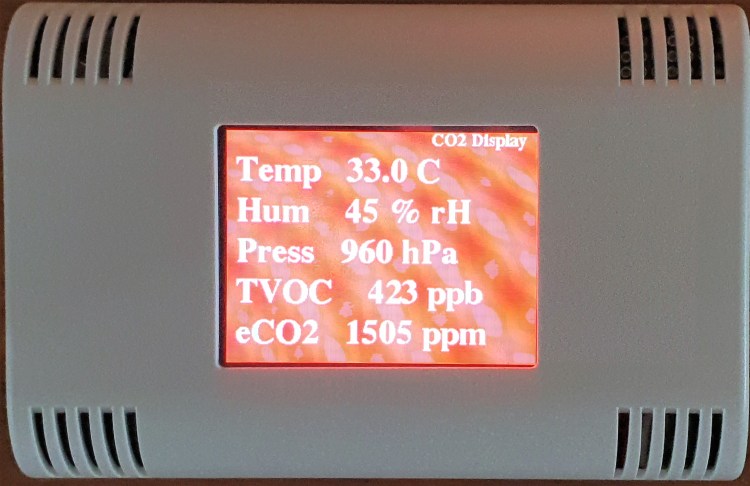 CO2 Display
Temp 33.0 C
Hum 45 % rH
Press 960 hPa
TVOC 423 ppb
eCO2 1505 ppm